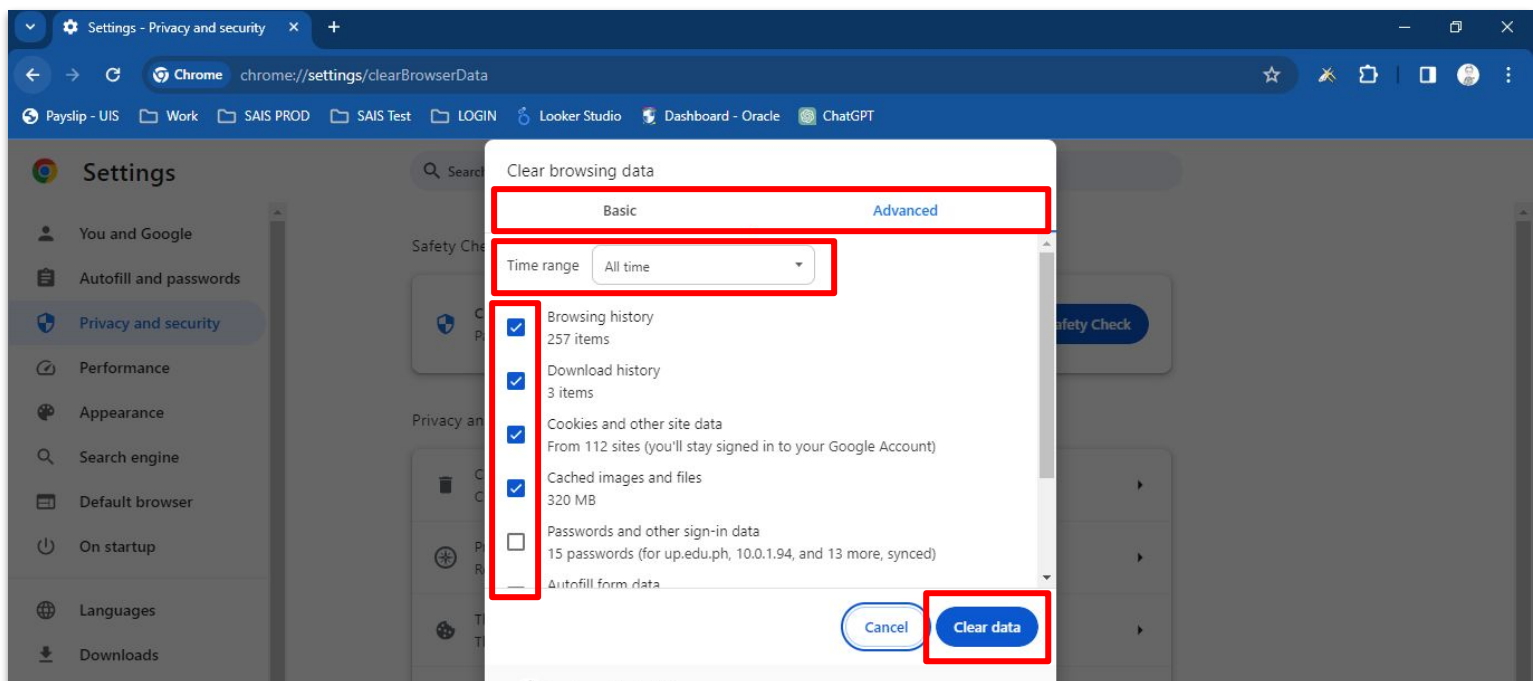 Settings - Privacy and security
Chrome chrome://settings/clearBrowserData
Payslip - UIS Work SAIS PROD SAIS Test LOGIN Looker Studio Dashboard - Oracle ChatGPT
Settings
Search
Clear browsing data
Basic Advanced
You and Google
Safety Che
Time range All time
Autofill and passwords
Privacy and security
Browsing history
257 items
afety Check
Performance
Download history
3 items
Appearance
Privacy an
Cookies and other site data
From 112 sites (you'll stay signed in to your Google Account)
Search engine
Cached images and files
320 MB
Default browser
Passwords and other sign-in data
15 passwords (for up.edu.ph, 10.0.1.94, and 13 more, synced)
On startup
Autofill form data
Languages
Cancel Clear data
Downloads